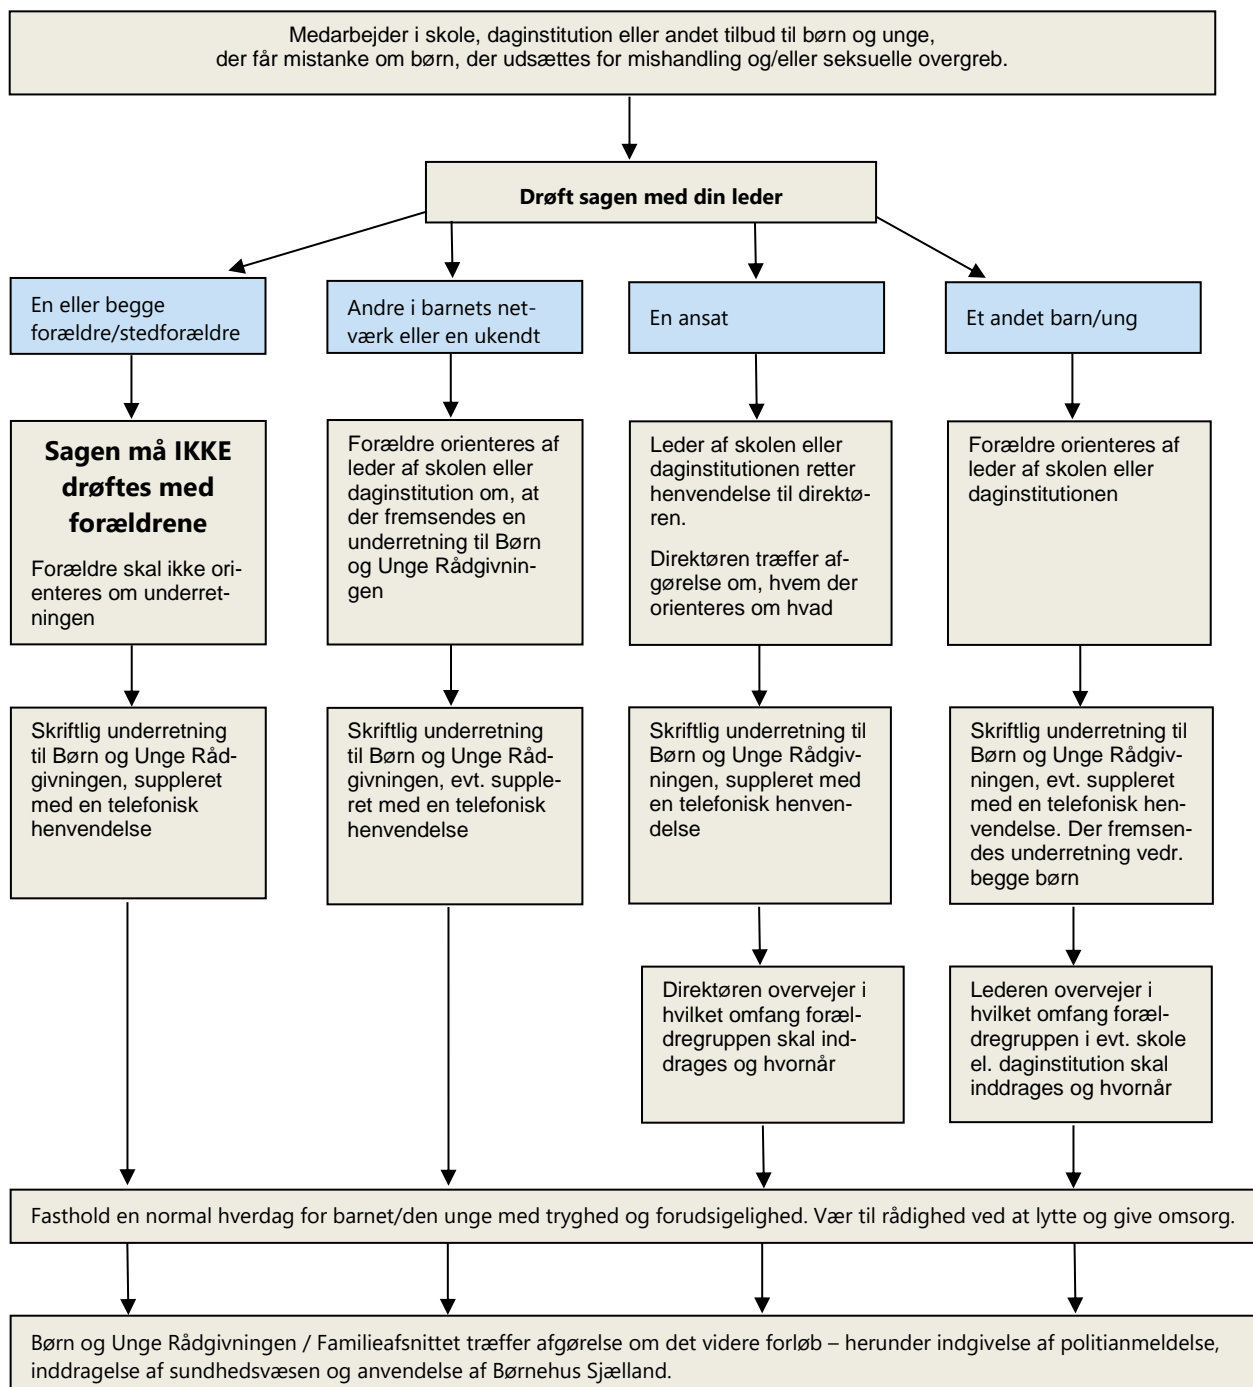 Medarbejder i skole, daginstitution eller andet tilbud til børn og unge,
der får mistanke om børn, der udsættes for mishandling og/eller seksuelle overgreb.
Drøft sagen med din leder
En eller begge
forældre/stedforældre
Andre i barnets net-
værk eller en ukendt
En ansat
Et andet barn/ung
Sagen må IKKE
drøftes med
forældrene
Forældre skal ikke ori-
enteres om underret-
ningen
Forældre orienteres af
leder af skolen eller
daginstitution om, at
der fremsendes en
underretning til Børn
og Unge Rådgivnin-
gen
Leder af skolen eller
daginstitutionen retter
henvendelse til direktø-
ren.
Direktøren træffer af-
gørelse om, hvem der
orienteres om hvad
Forældre orienteres af
leder af skolen eller
daginstitutionen
Skriftlig underretning
til Børn og Unge Råd-
givningen, suppleret
med en telefonisk
henvendelse
Skriftlig underretning
til Børn og Unge Råd-
givningen, evt. supple-
ret med en telefonisk
henvendelse
Skriftlig underretning til
Børn og Unge Rådgiv-
ningen, suppleret med
en telefonisk henven-
delse
Skriftlig underretning til
Børn og Unge Rådgiv-
ningen, evt. suppleret
med en telefonisk hen-
vendelse. Der fremsen-
des underretning vedr.
begge børn
Direktøren overvejer i
hvilket omfang foræl-
dregruppen skal ind-
drages og hvornår
Lederen overvejer i
hvilket omfang foræl-
dregruppen i evt. skole
el. daginstitution skal
inddrages og hvornår
Fasthold en normal hverdag for barnet/den unge med tryghed og forudsigelighed. Vær til rådighed ved at lytte og give omsorg.
Børn og Unge Rådgivningen / Familieafsnittet træffer afgørelse om det videre forløb – herunder indgivelse af politianmeldelse,
inddragelse af sundhedsvæsen og anvendelse af Børnehus Sjælland.